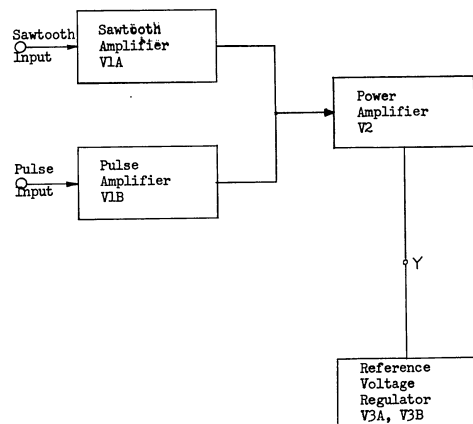 Sawtooth
Input
Sawtooth
Amplifier
V1A
Power
Amplifier
V2
Pulse
Input
Pulse
Amplifier
V1B
Y
Reference
Voltage
Regulator
V3A, V3B